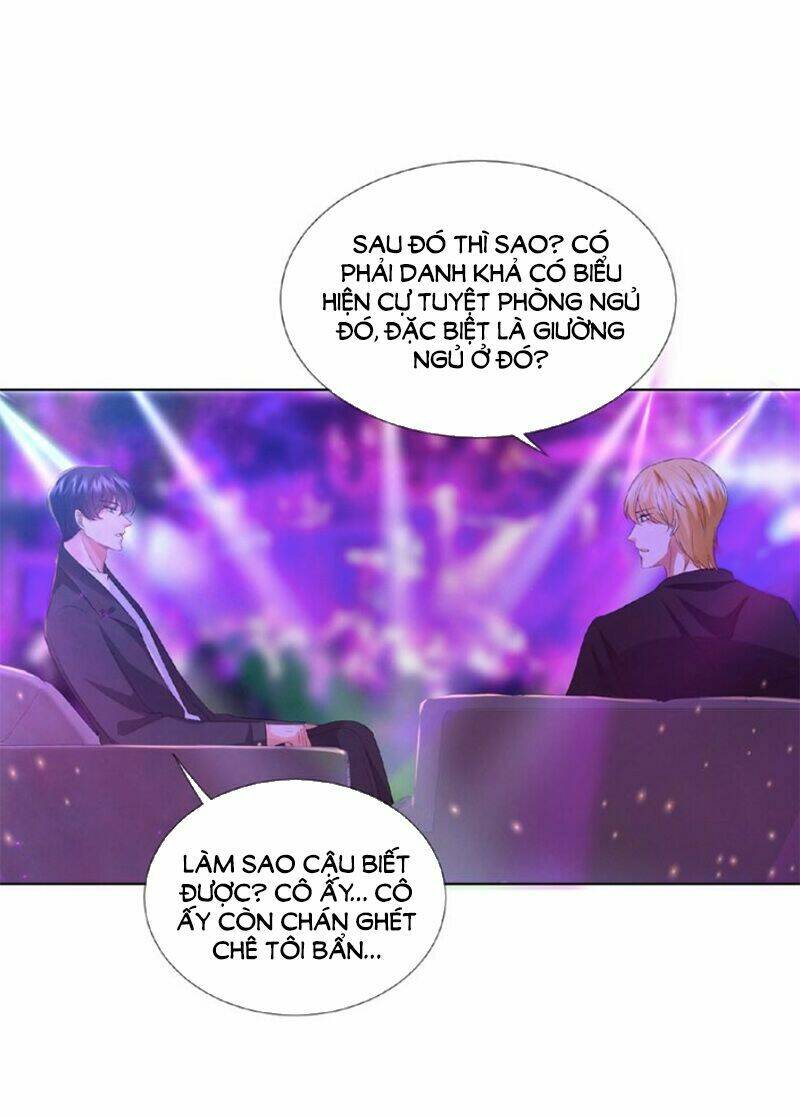 SAU ĐÓ THÌ SAO? CÓ
PHẢI DANH KHẢ CÓ BIỂU
HIỆN CỰ TUYỆT PHÒNG NGỦ
ĐÓ, ĐẶC BIỆT LÀ GIƯỜNG
NGỦ Ở ĐÓ?
LÀM SAO CẬU BIẾT
ĐƯỢC? CÔ ẤY... CÔ
ẤY CÒN CHÁN GHÉT
CHÊ TÔI BẨN...